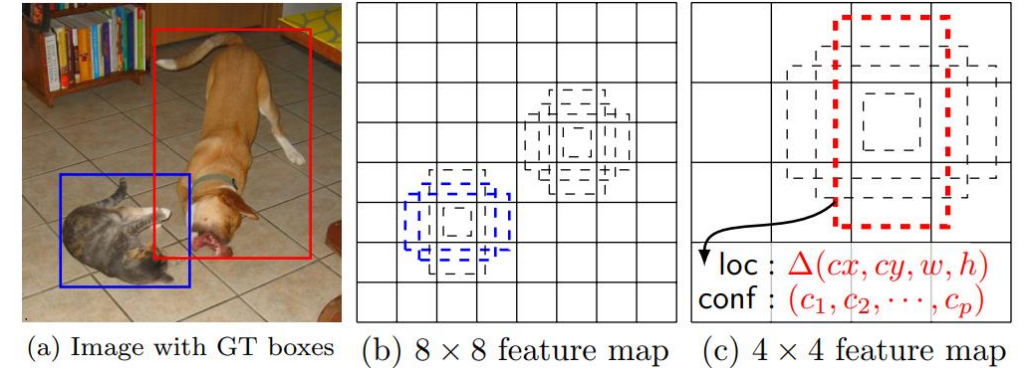 loc : Δ(cx, cy, w, h)
conf : (c₁, c₂, ⋯, cₚ)
(a) Image with GT boxes
(b) 8 × 8 feature map
(c) 4 × 4 feature map